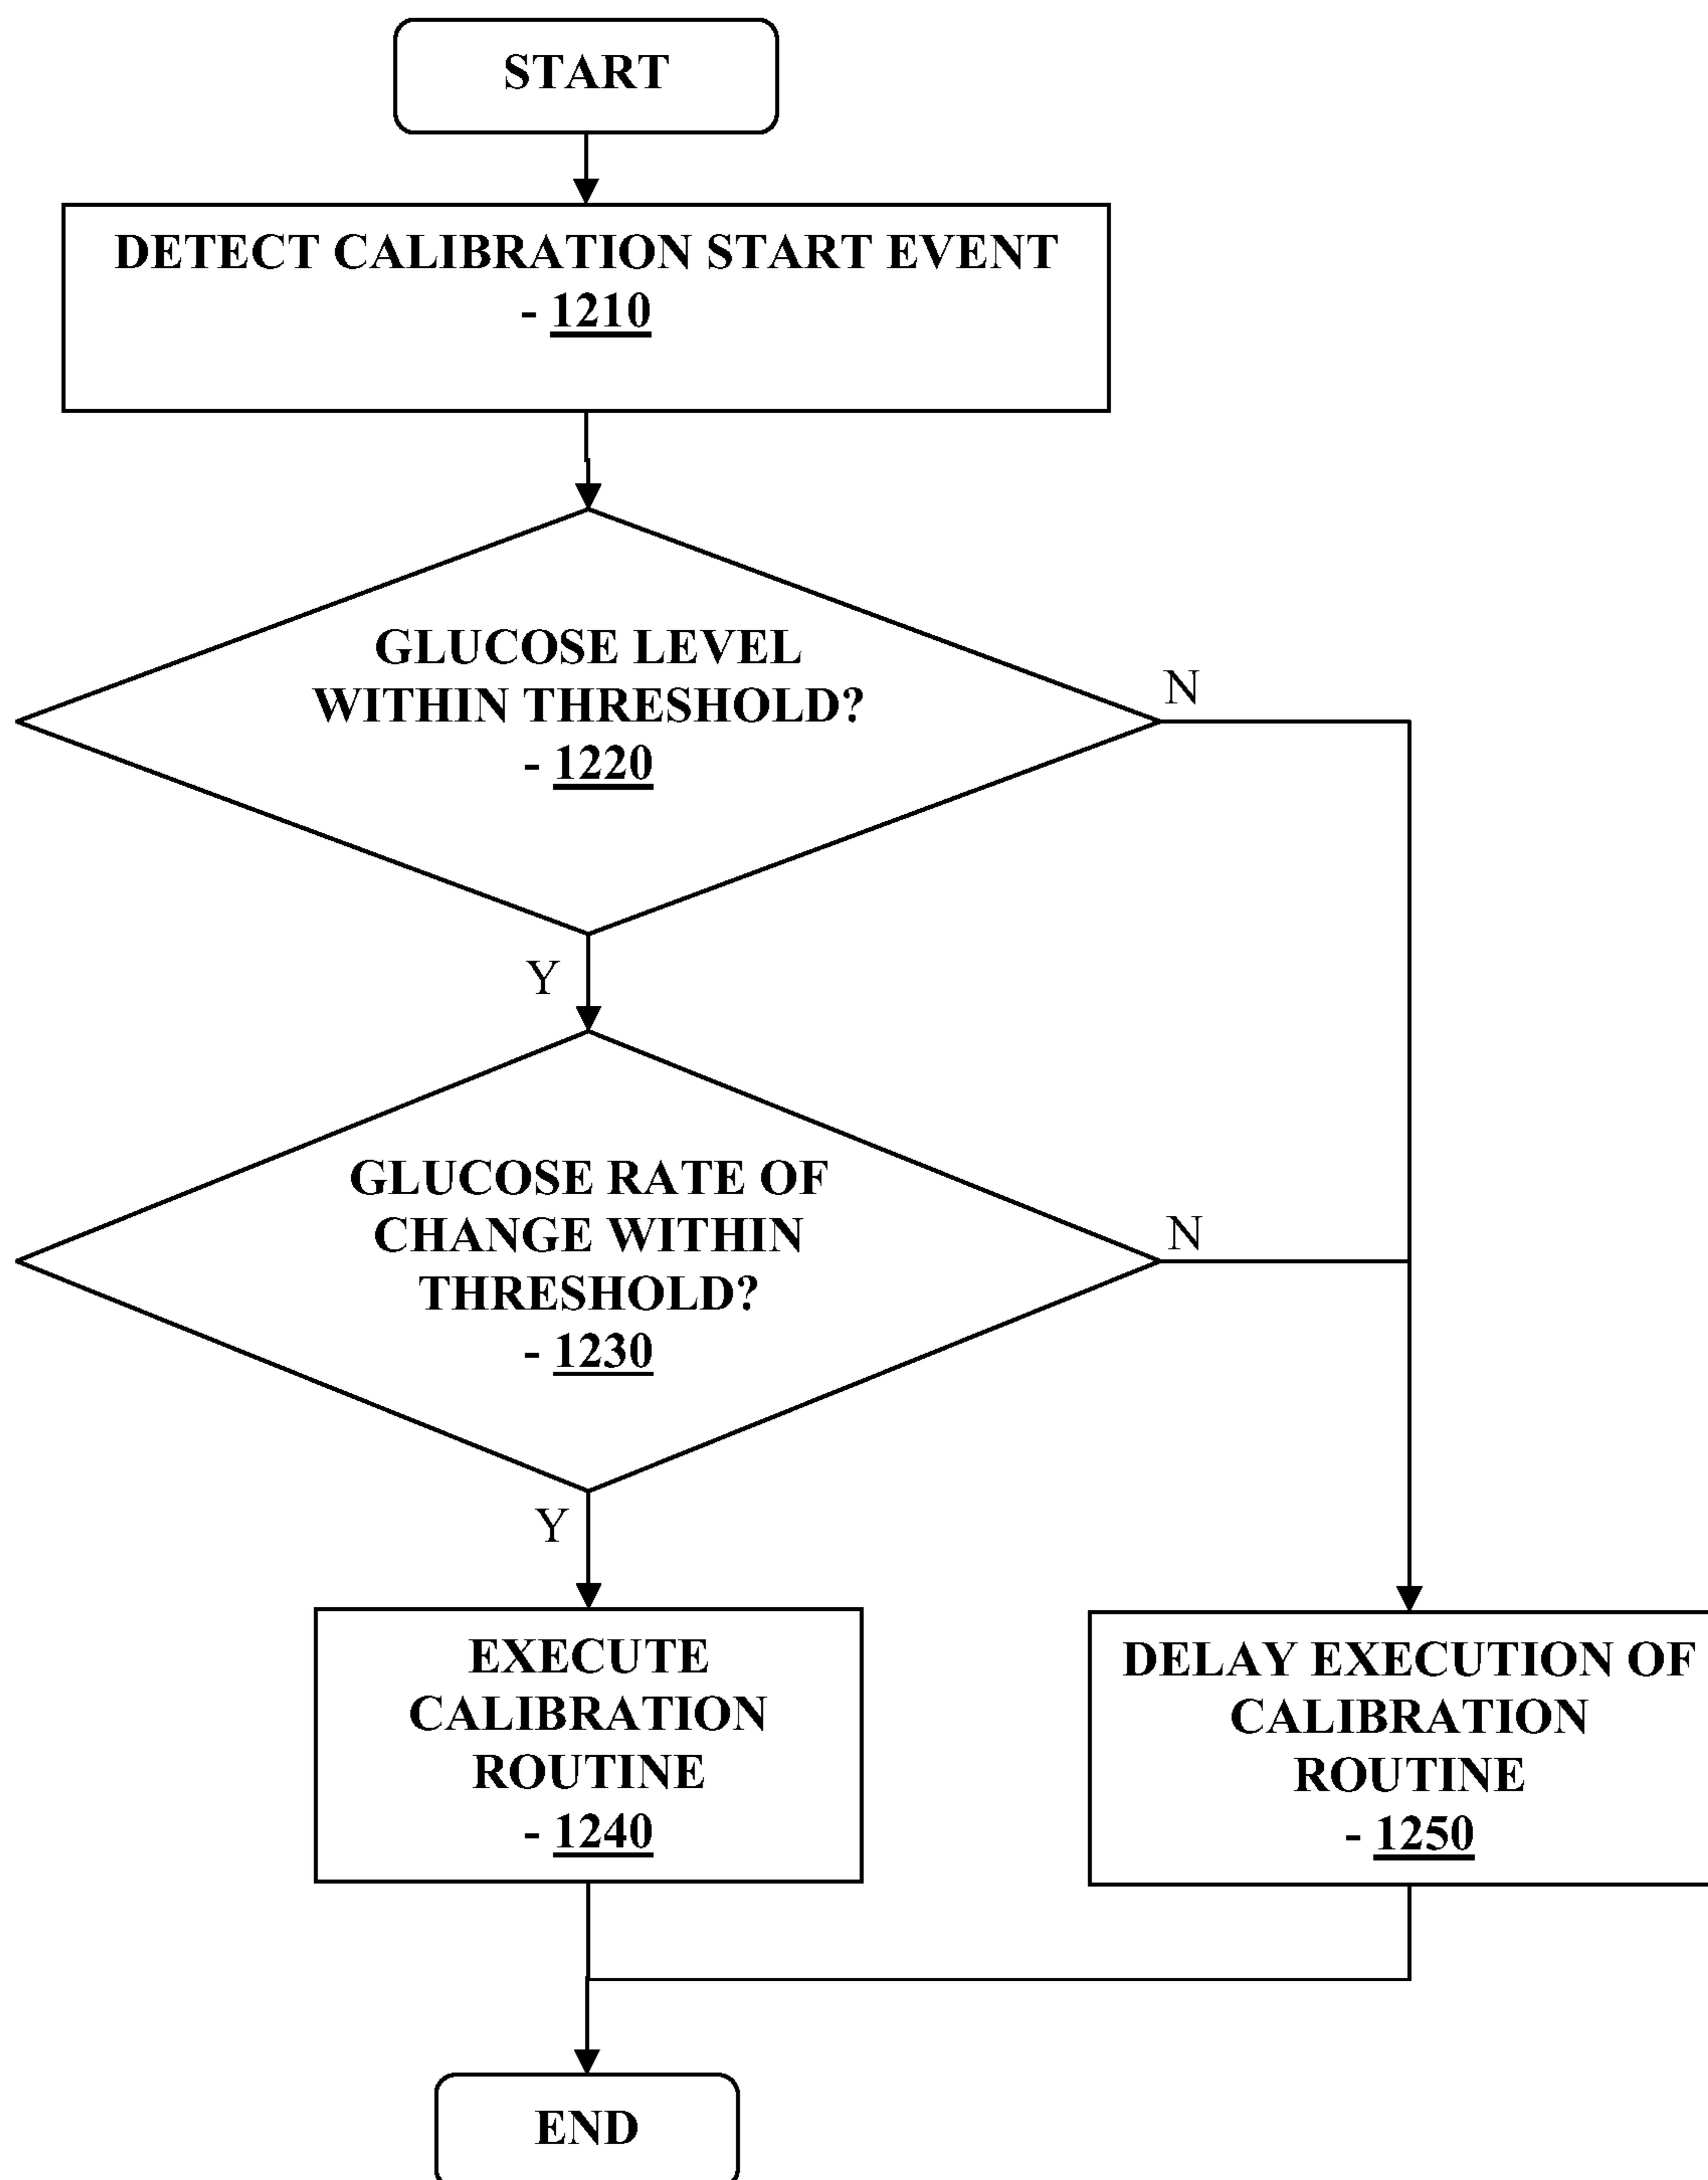 START
DETECT CALIBRATION START EVENT
- 1210
GLUCOSE LEVEL
WITHIN THRESHOLD?
- 1220
N
Y
GLUCOSE RATE OF
CHANGE WITHIN
THRESHOLD?
- 1230
N
Y
EXECUTE
CALIBRATION
ROUTINE
- 1240
DELAY EXECUTION OF
CALIBRATION
ROUTINE
- 1250
END